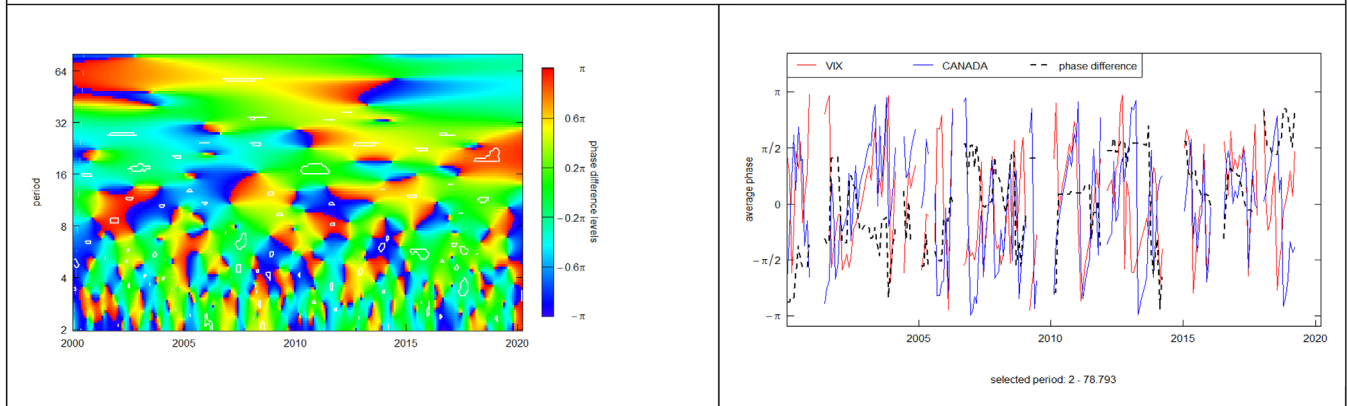 64
32
16
8
4
2
period
2000 2005 2010 2015 2020
π
0.6π
0.2π
−0.2π
−0.6π
−π
phase difference levels
VIX CANADA phase difference
π
π/2
0
−π/2
−π
average phase
2005 2010 2015 2020
selected period: 2 - 78.793